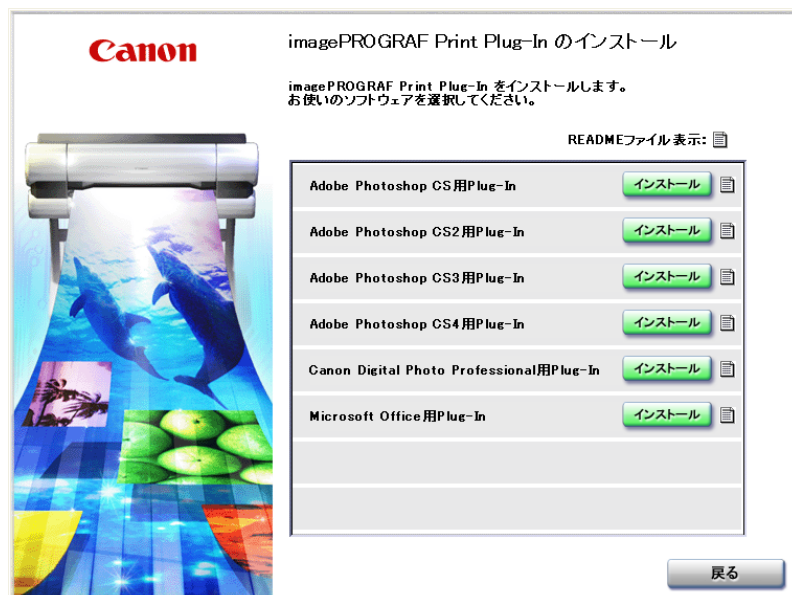 Canon
imagePROGRAF Print Plug-In のインストール
imagePROGRAF Print Plug-In をインストールします。
お使いのソフトウェアを選択してください。
READMEファイル表示:
Adobe Photoshop CS用Plug-In インストール
Adobe Photoshop CS2用Plug-In インストール
Adobe Photoshop CS3用Plug-In インストール
Adobe Photoshop CS4用Plug-In インストール
Canon Digital Photo Professional用Plug-In インストール
Microsoft Office用Plug-In インストール
戻る